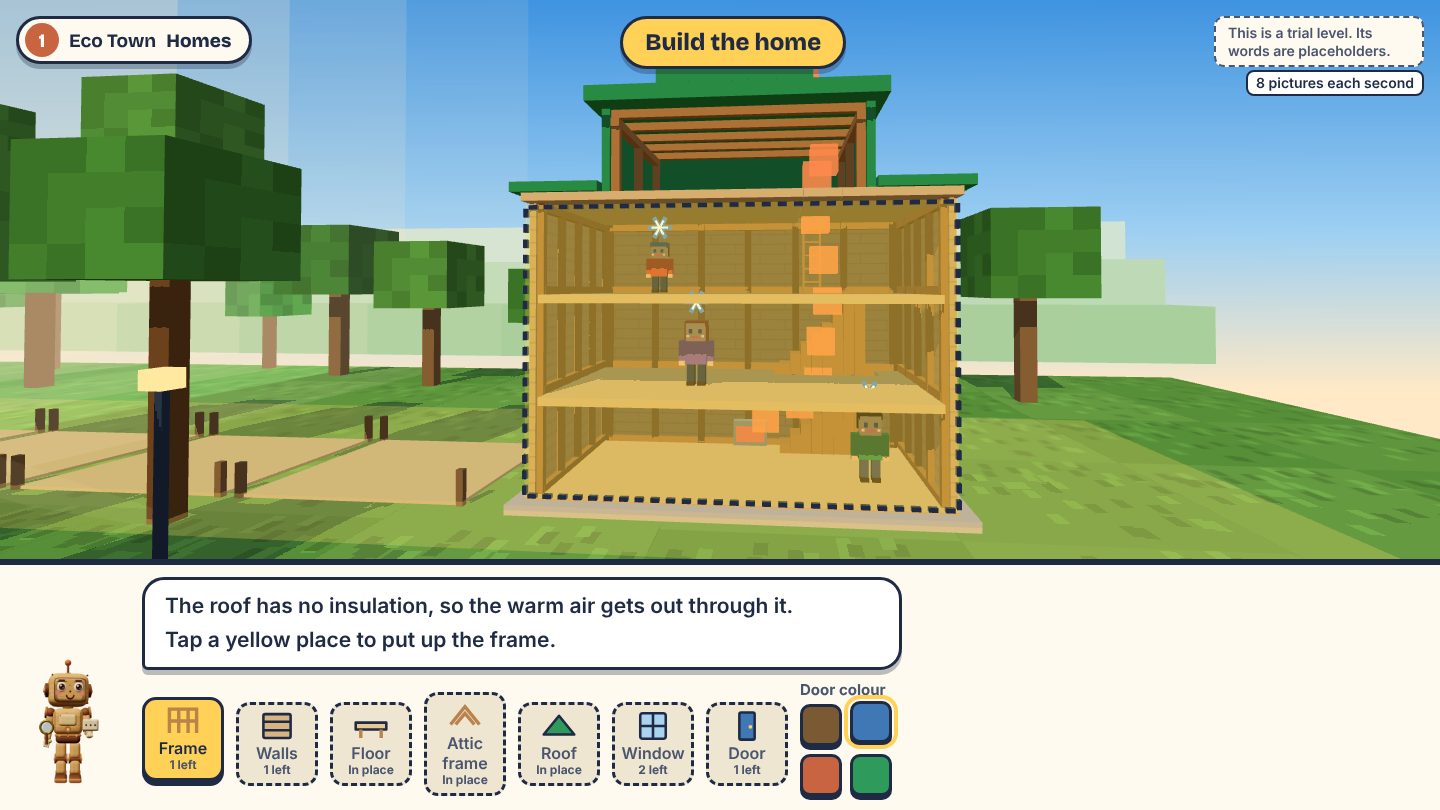 1 Eco Town Homes
Build the home
This is a trial level. Its
words are placeholders.
8 pictures each second
The roof has no insulation, so the warm air gets out through it.
Tap a yellow place to put up the frame.
Door colour
Frame
1 left
Walls
1 left
Floor
In place
Attic
frame
In place
Roof
In place
Window
2 left
Door
1 left